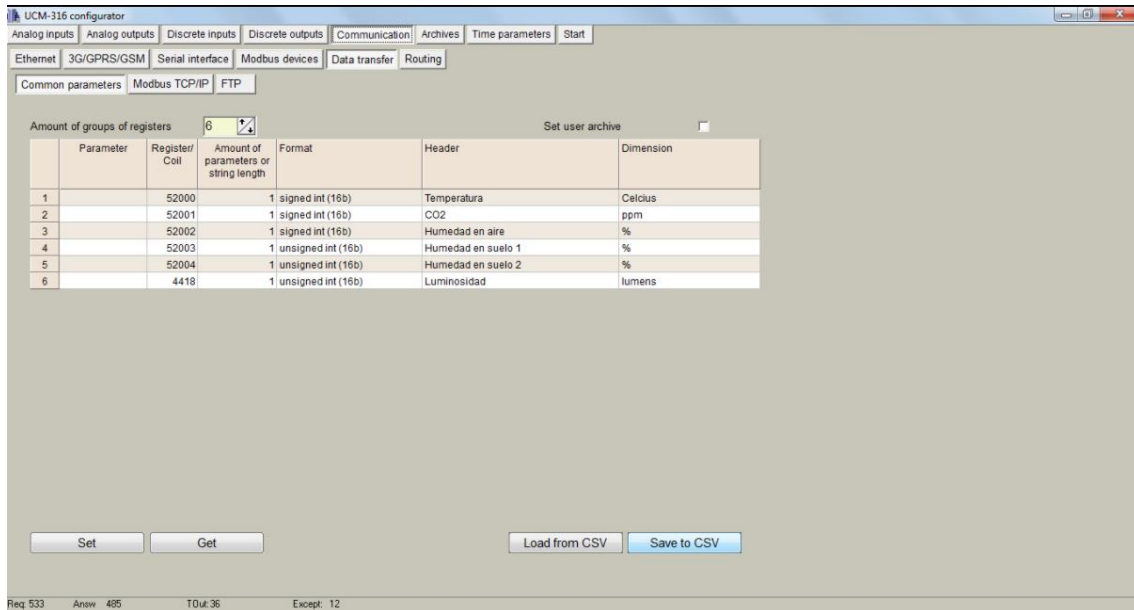 UCM-316 configurator
Analog inputs Analog outputs Discrete inputs Discrete outputs Communication Archives Time parameters Start
Ethernet 3G/GPRS/GSM Serial interface Modbus devices Data transfer Routing
Common parameters Modbus TCP/IP FTP
Amount of groups of registers 6 Set user archive
Parameter Register/ Amount of Format Header Dimension
Coil parameters or
string length
1 52000 1 signed int (16b) Temperatura Celcius
2 52001 1 signed int (16b) CO2 ppm
3 52002 1 signed int (16b) Humedad en aire %
4 52003 1 unsigned int (16b) Humedad en suelo 1 %
5 52004 1 unsigned int (16b) Humedad en suelo 2 %
6 4418 1 unsigned int (16b) Luminosidad lumens
Set Get Load from CSV Save to CSV
Req: 533 Answ 485 TOut: 36 Except: 12